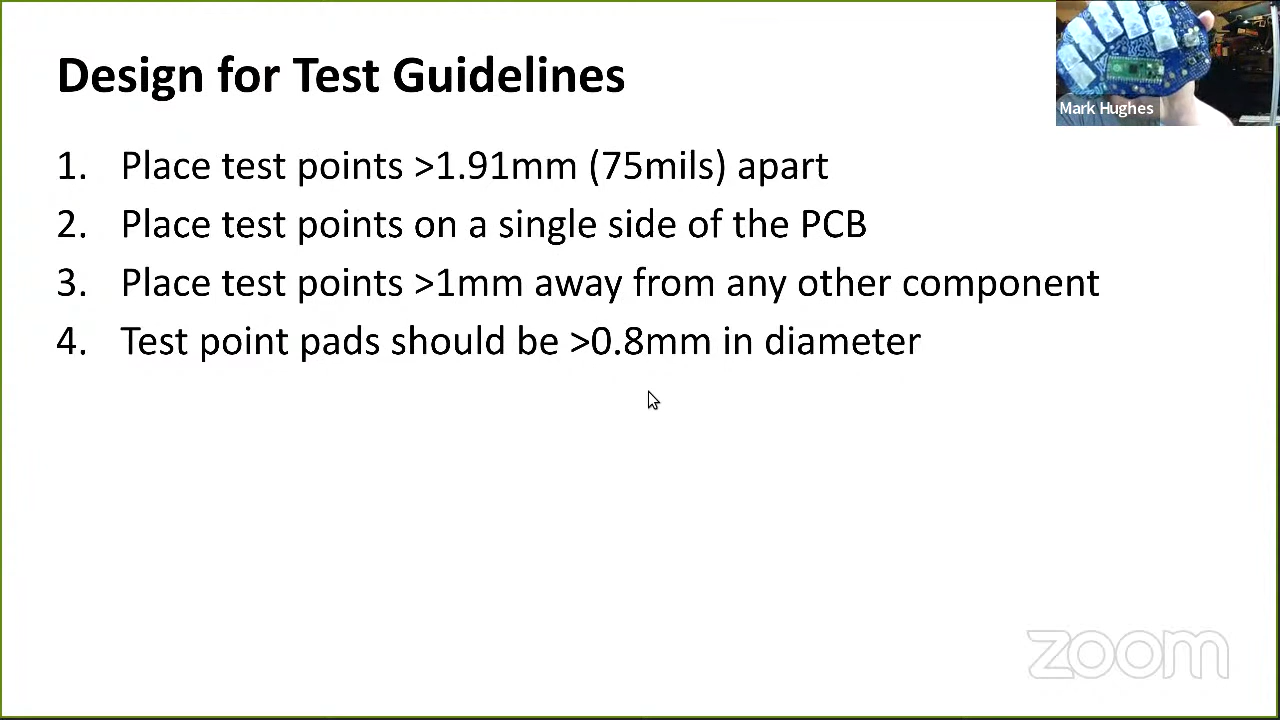 Design for Test Guidelines
Mark Hughes
1. Place test points >1.91mm (75mils) apart
2. Place test points on a single side of the PCB
3. Place test points >1mm away from any other component
4. Test point pads should be >0.8mm in diameter
zoom